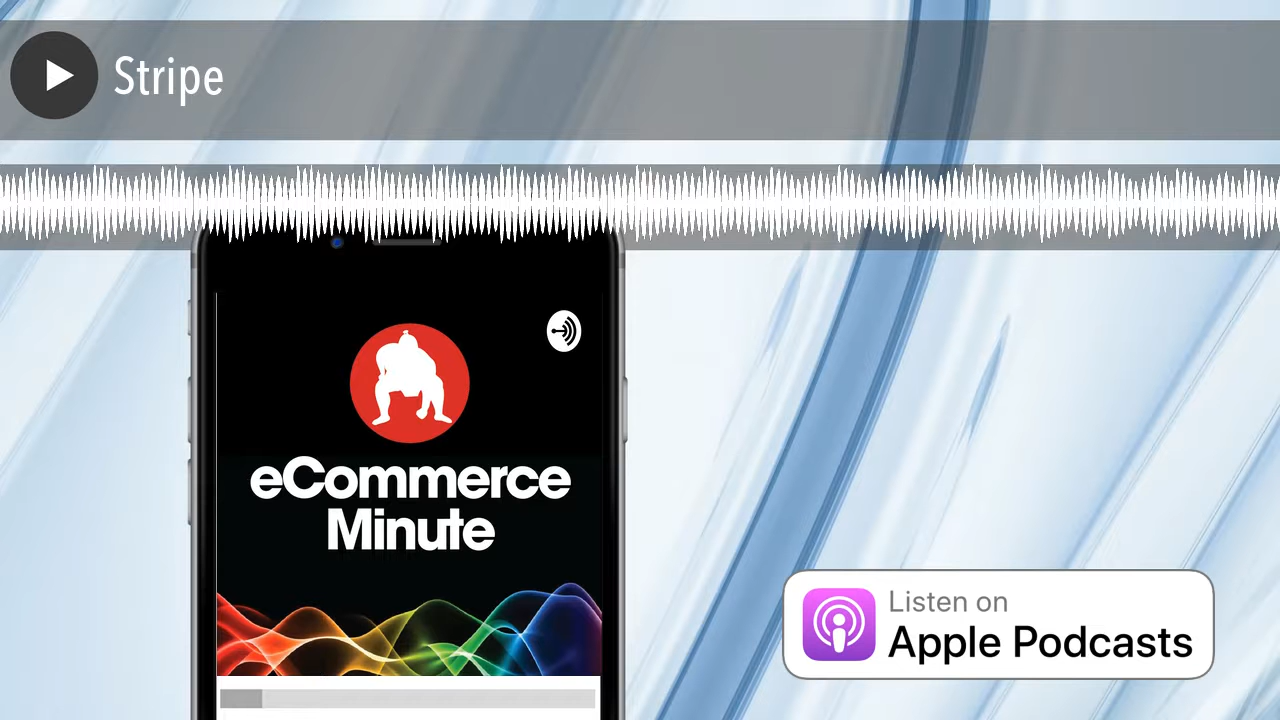 Stripe
eCommerce
Minute
Listen on
Apple Podcasts